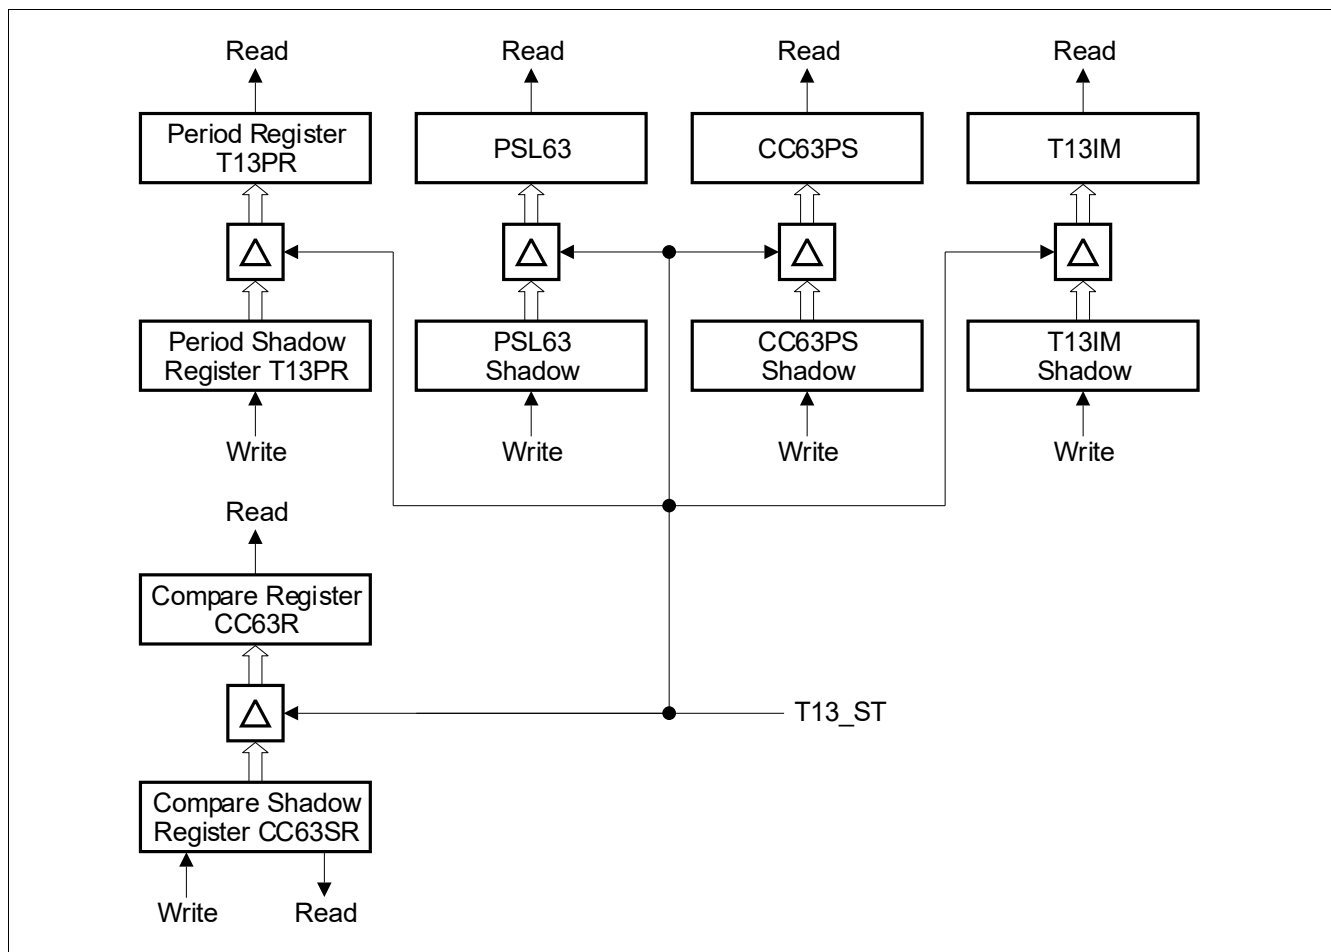 Read
Read
Read
Read
Period Register
T13PR
PSL63
CC63PS
T13IM
Period Shadow
Register T13PR
PSL63
Shadow
CC63PS
Shadow
T13IM
Shadow
Write
Write
Write
Write
Read
Compare Register
CC63R
T13_ST
Compare Shadow
Register CC63SR
Write
Read